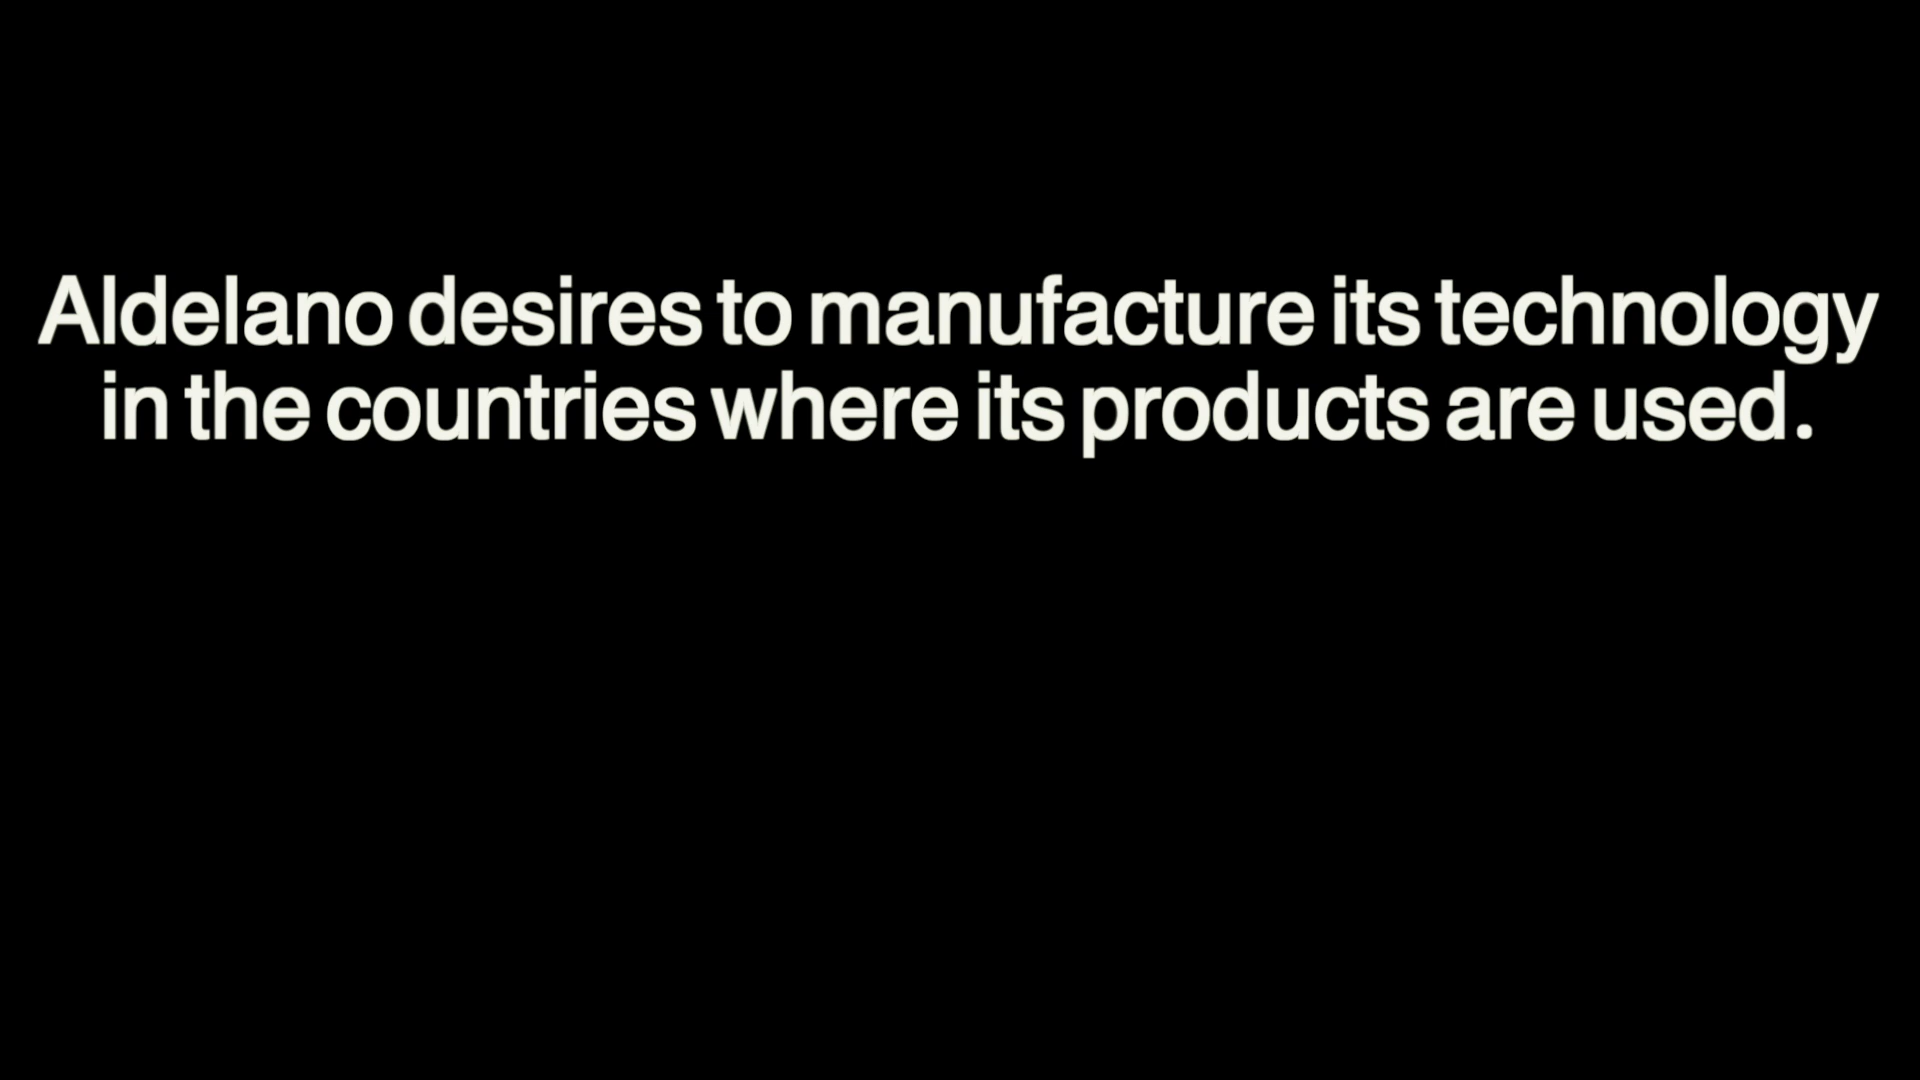 Aldelano desires to manufacture its technology
in the countries where its products are used.